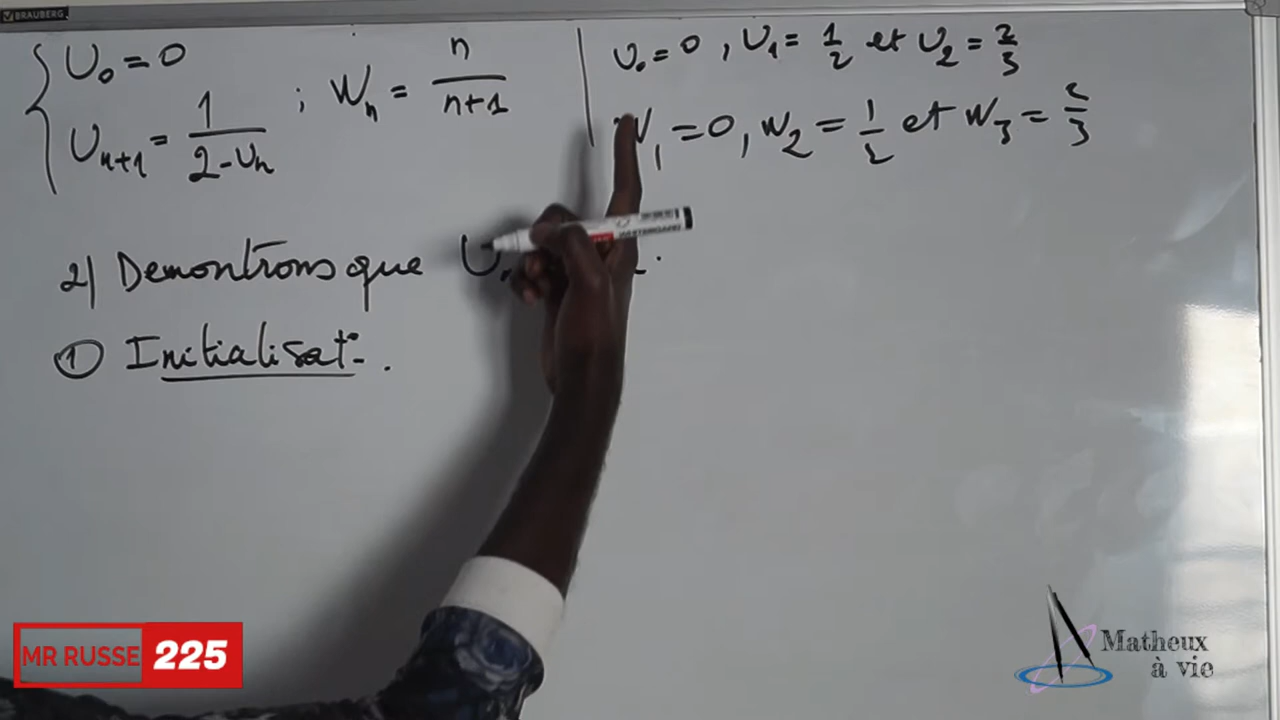 BRAUBERG
U₀ = 0
Uₙ₊₁ = 1/(2-Uₙ) ; Wₙ = n/(n+1)
U₀ = 0 , U₁ = 1/2 et U₂ = 2/3
W₁ = 0, W₂ = 1/2 et W₃ = 2/3
2) Demontrons que U
① Initialisat-.
MR RUSSE 225
Matheux
à vie